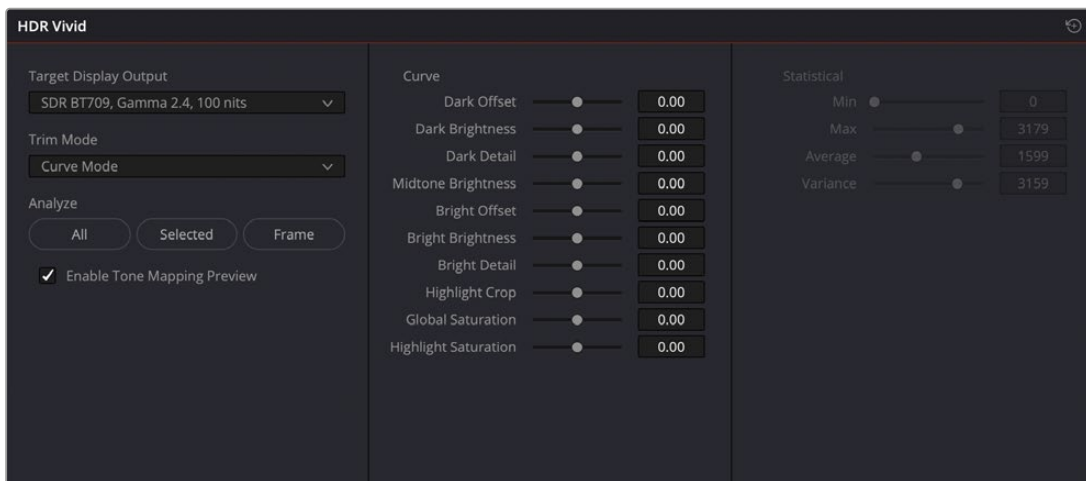 HDR Vivid
Target Display Output
SDR BT709, Gamma 2.4, 100 nits
Trim Mode
Curve Mode
Analyze
All Selected Frame
Enable Tone Mapping Preview
Curve
Dark Offset 0.00
Dark Brightness 0.00
Dark Detail 0.00
Midtone Brightness 0.00
Bright Offset 0.00
Bright Brightness 0.00
Bright Detail 0.00
Highlight Crop 0.00
Global Saturation 0.00
Highlight Saturation 0.00
Statistical
Min 0
Max 3179
Average 1599
Variance 3159